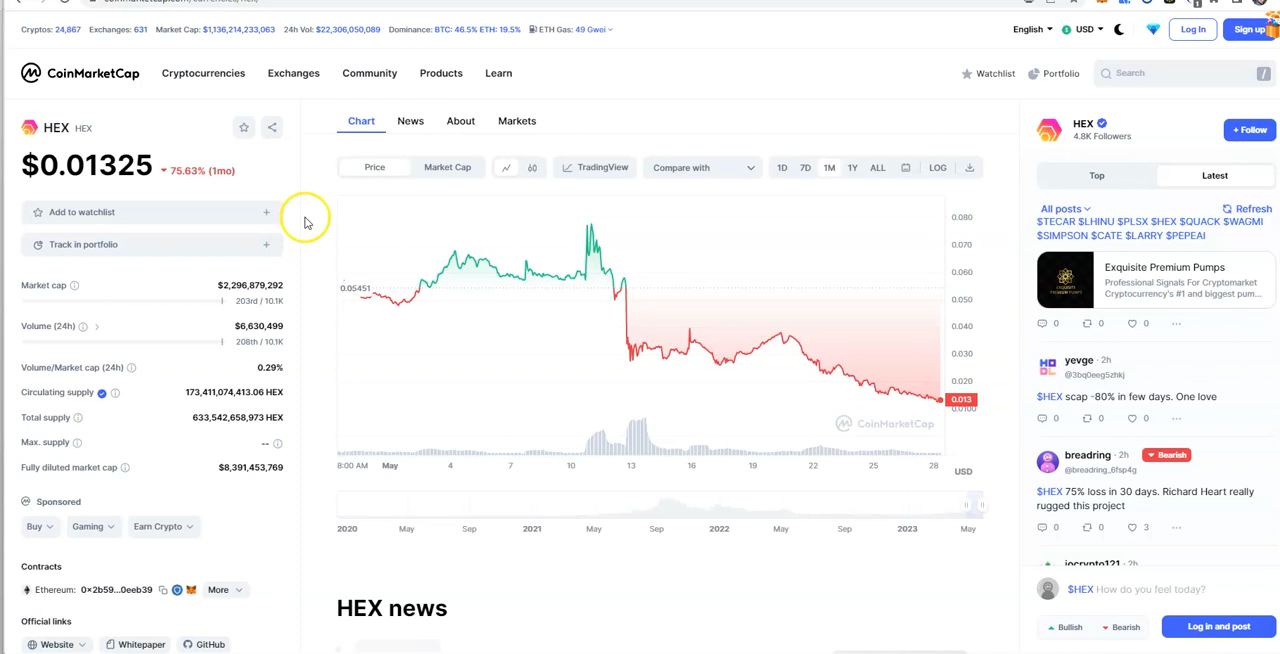 Cryptos: 24,867 Exchanges: 631 Market Cap: $1,136,214,233,063 24h Vol: $22,306,050,089 Dominance: BTC: 46.5% ETH: 19.5% ETH Gas: 49 Gwei
English USD Log In Sign up
CoinMarketCap Cryptocurrencies Exchanges Community Products Learn Watchlist Portfolio Search /
HEX HEX
$0.01325 75.63% (1mo)
Add to watchlist +
Track in portfolio +
Market cap $2,296,879,292
203rd / 10.1K
Volume (24h) $6,630,499
208th / 10.1K
Volume/Market cap (24h) 0.29%
Circulating supply 173,411,074,413.06 HEX
Total supply 633,542,658,973 HEX
Max. supply --
Fully diluted market cap $8,391,453,769
Sponsored
Buy Gaming Earn Crypto
Contracts
Ethereum: 0x2b59...0eeb39 More
Official links
Website Whitepaper GitHub
Chart News About Markets
Price Market Cap TradingView Compare with 1D 7D 1M 1Y ALL LOG
0.080
0.070
0.060
0.05451
0.050
0.040
0.030
0.020
0.013
0.0100
CoinMarketCap
8:00 AM May 4 7 10 13 16 19 22 25 28 USD
2020 May Sep 2021 May Sep 2022 May Sep 2023 May
HEX news
HEX
4.8K Followers
+ Follow
Top Latest
All posts Refresh
$TECAR $LHINU $PLSX $HEX $QUACK $WAGMI
$SIMPSON $CATE $LARRY $PEPEAI
EXQUISITE
PREMIUM PUMPS
Exquisite Premium Pumps
Professional Signals For Cryptomarket
Cryptocurrency's #1 and biggest pum...
0 0 0 ...
yevge · 2h
@3bq0eeg5zhkj
$HEX scap -80% in few days. One love
0 0 0 ...
breadring · 2h Bearish
@breadring_6fsp4g
$HEX 75% loss in 30 days. Richard Heart really
rugged this project
0 0 3 ...
jocrypto121 · 2h
$HEX How do you feel today?
Bullish Bearish Log in and post